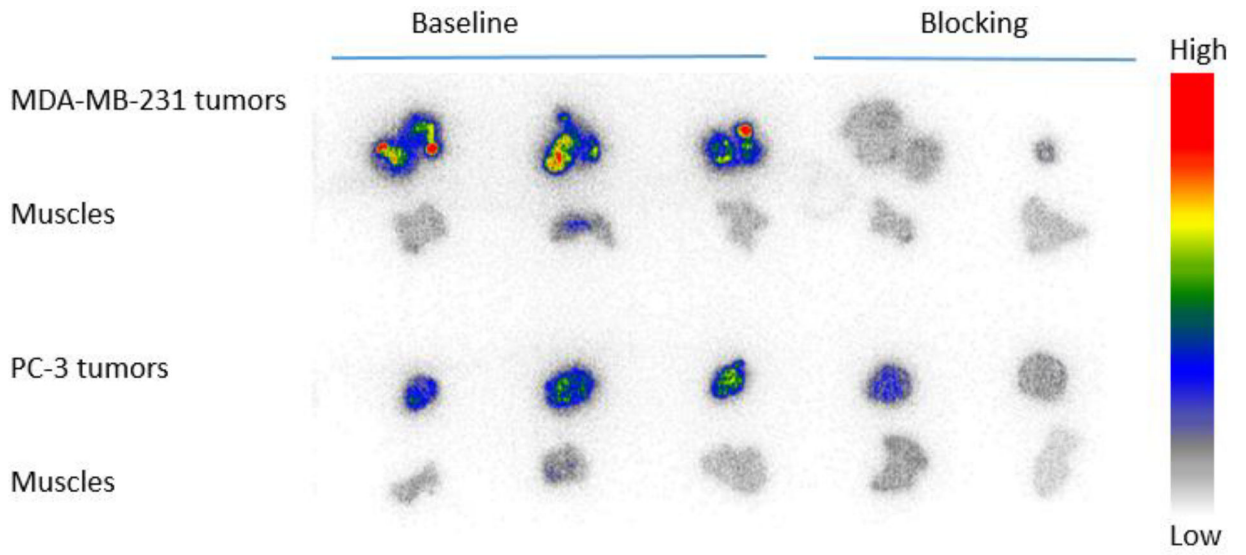 Baseline
Blocking
High
MDA-MB-231 tumors
Muscles
PC-3 tumors
Muscles
Low